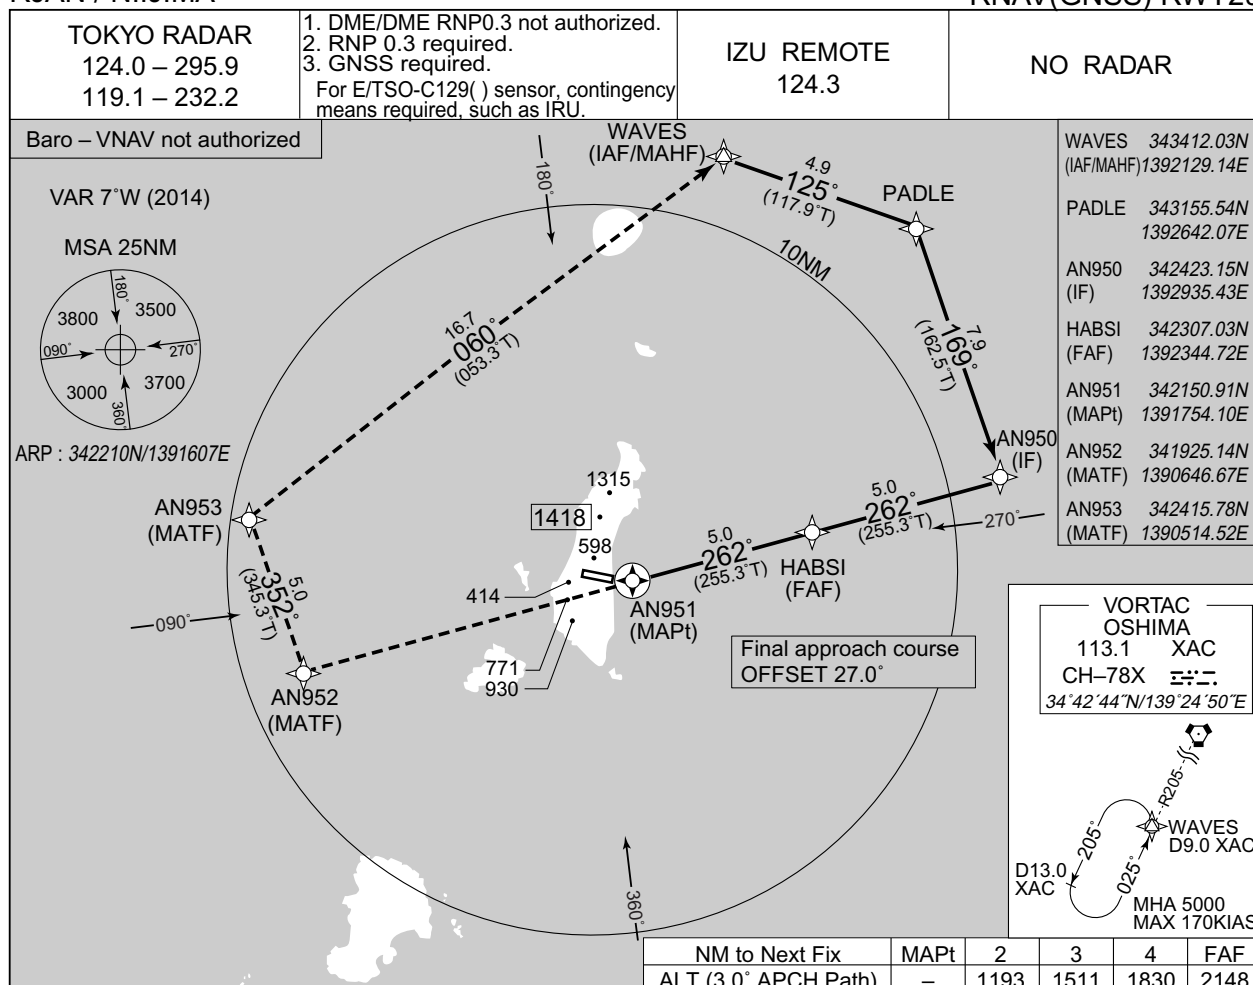 TOKYO RADAR
124.0 – 295.9
119.1 – 232.2
1. DME/DME RNP0.3 not authorized.
2. RNP 0.3 required.
3. GNSS required.
For E/TSO-C129( ) sensor, contingency
means required, such as IRU.
IZU REMOTE
124.3
NO RADAR
Baro – VNAV not authorized
VAR 7˚W (2014)
MSA 25NM
180˚
3800
3500
090˚
270˚
3000
3700
360˚
ARP : 342210N/1391607E
180˚
WAVES
(IAF/MAHF)
4.9
125˚
(117.9˚T)
PADLE
10NM
7.9
169˚
(162.5˚T)
16.7
060˚
(053.3˚T)
AN950
(IF)
5.0
262˚
(255.3˚T)
270˚
HABSI
(FAF)
5.0
262˚
(255.3˚T)
AN951
(MAPt)
1315
1418
598
414
771
930
AN953
(MATF)
5.0
352˚
(345.3˚T)
090˚
AN952
(MATF)
Final approach course
OFFSET 27.0˚
360˚
WAVES 343412.03N
(IAF/MAHF) 1392129.14E
PADLE 343155.54N
1392642.07E
AN950 342423.15N
(IF) 1392935.43E
HABSI 342307.03N
(FAF) 1392344.72E
AN951 342150.91N
(MAPt) 1391754.10E
AN952 341925.14N
(MATF) 1390646.67E
AN953 342415.78N
(MATF) 1390514.52E
VORTAC
OSHIMA
113.1 XAC
CH–78X
34˚42´44˝N/139˚24´50˝E
R205
WAVES
D9.0 XAC
205˚
025˚
D13.0
XAC
MHA 5000
MAX 170KIAS
NM to Next Fix MAPt 2 3 4 FAF
ALT (3.0˚ APCH Path) – 1193 1511 1830 2148